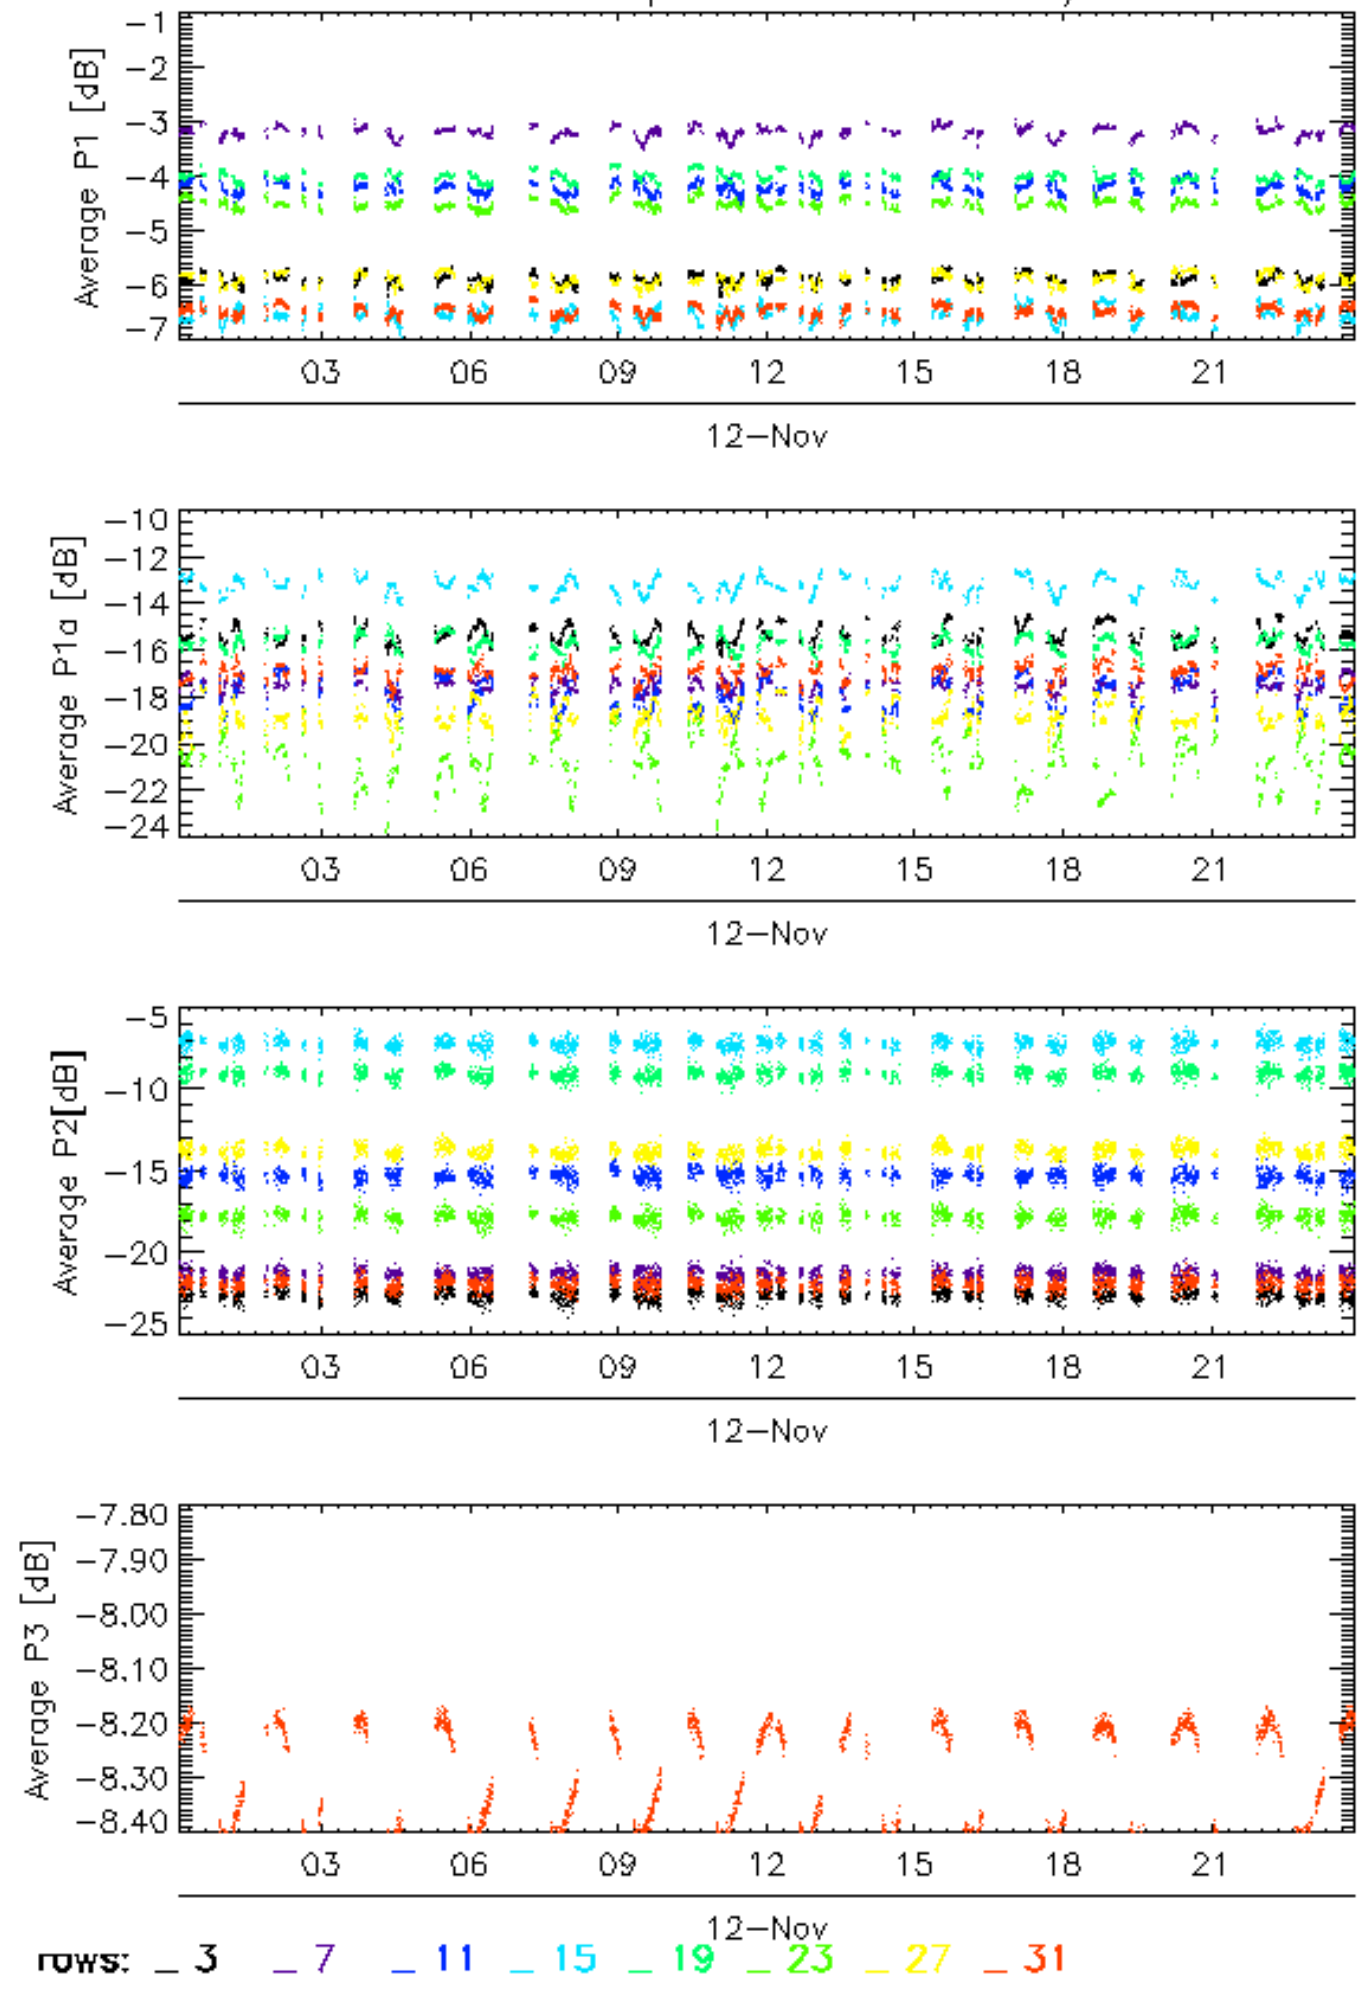 Average P1 [dB]
-1
-2
-3
-4
-5
-6
-7
03 06 09 12 15 18 21
12-Nov
Average P1a [dB]
-10
-12
-14
-16
-18
-20
-22
-24
03 06 09 12 15 18 21
12-Nov
Average P2[dB]
-5
-10
-15
-20
-25
03 06 09 12 15 18 21
12-Nov
Average P3 [dB]
-7.80
-7.90
-8.00
-8.10
-8.20
-8.30
-8.40
03 06 09 12 15 18 21
12-Nov
rows: _ 3 _ 7 _ 11 _ 15 _ 19 _ 23 _ 27 _ 31